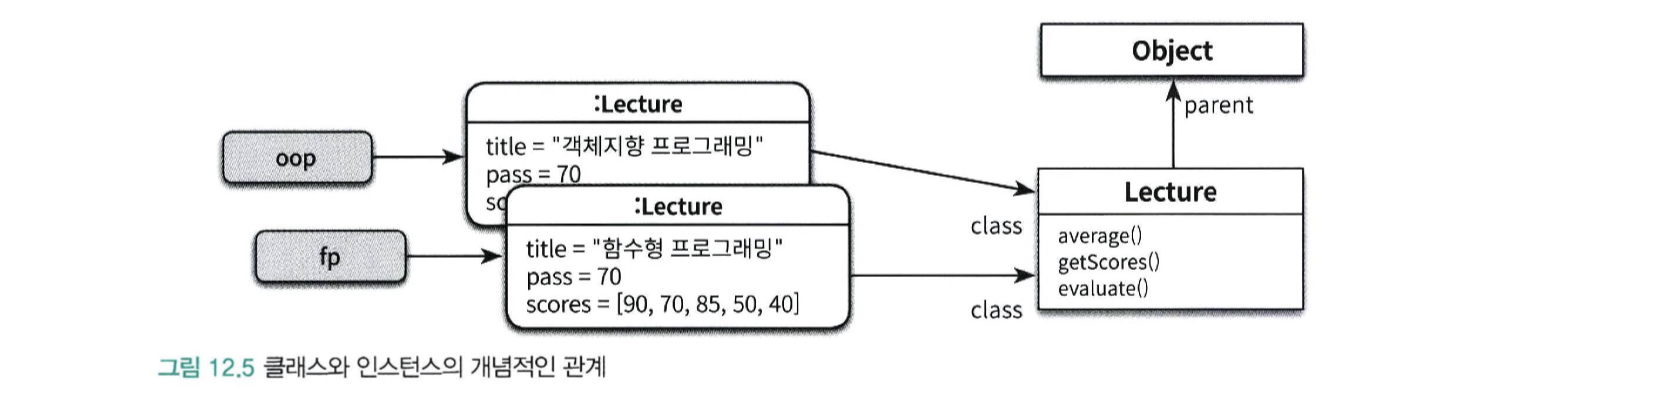 Object
parent
:Lecture
title = "객체지향 프로그래밍"
pass = 70
oop
Lecture
average()
getScores()
evaluate()
class
:Lecture
title = "함수형 프로그래밍"
pass = 70
scores = [90, 70, 85, 50, 40]
fp
class
그림 12.5 클래스와 인스턴스의 개념적인 관계